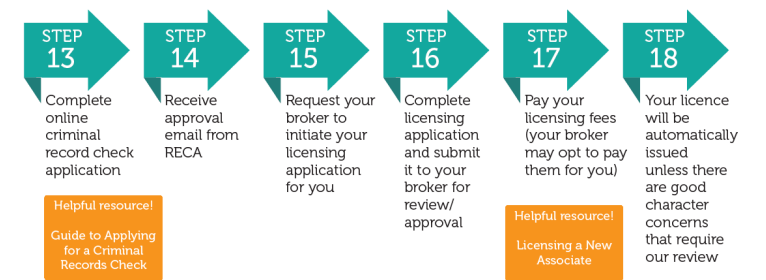 STEP
13
Complete
online
criminal
record check
application
Helpful resource!
Guide to Applying
for a Criminal
Records Check
STEP
14
Receive
approval
email from
RECA
STEP
15
Request your
broker to
initiate your
licensing
application
for you
STEP
16
Complete
licensing
application
and submit
it to your
broker for
review/
approval
STEP
17
Pay your
licensing fees
(your broker
may opt to pay
them for you)
Helpful resource!
Licensing a New
Associate
STEP
18
Your licence
will be
automatically
issued
unless there
are good
character
concerns
that require
our review